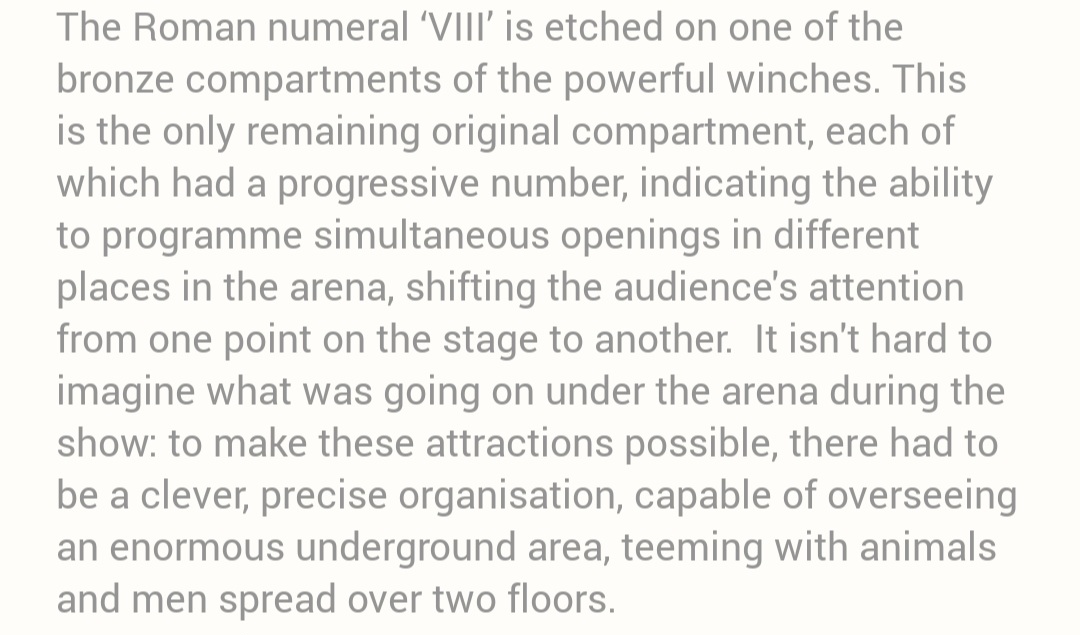 The Roman numeral ‘VIII’ is etched on one of the
bronze compartments of the powerful winches. This
is the only remaining original compartment, each of
which had a progressive number, indicating the ability
to programme simultaneous openings in different
places in the arena, shifting the audience's attention
from one point on the stage to another.  It isn't hard to
imagine what was going on under the arena during the
show: to make these attractions possible, there had to
be a clever, precise organisation, capable of overseeing
an enormous underground area, teeming with animals
and men spread over two floors.